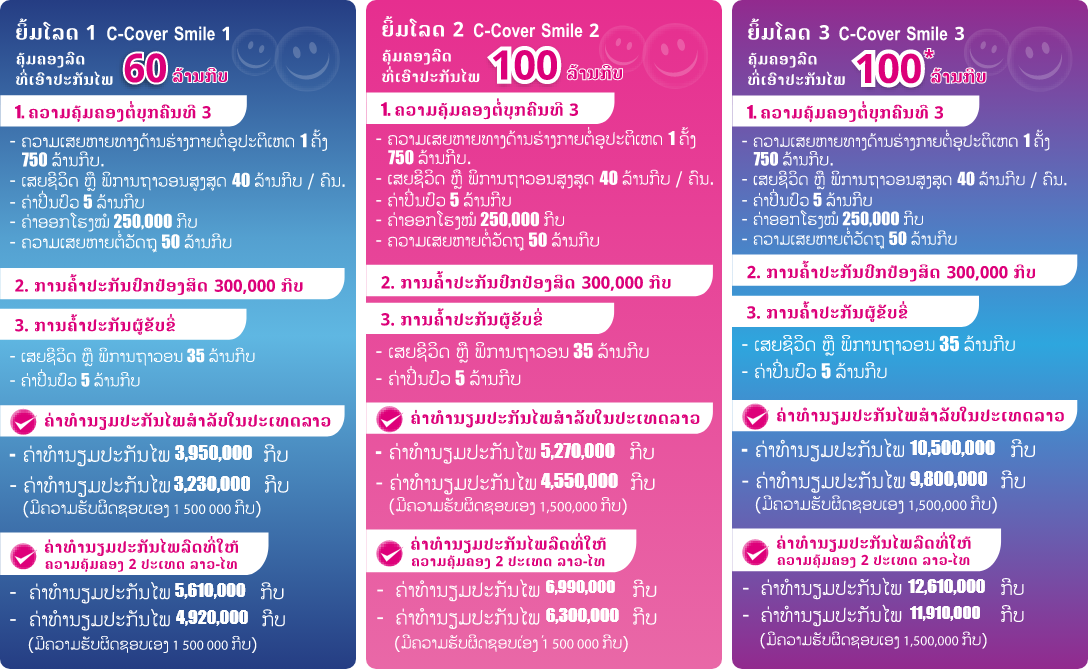 ຍິ້ມໂລດ 1 C-Cover Smile 1
ຄຸ້ມຄອງລົດ
ທີ່ເອົາປະກັນໄພ 60 ລ້ານກີບ
1. ຄວາມຄຸ້ມຄອງຕໍ່ບຸກຄົນທີ 3
- ຄວາມເສຍຫາຍທາງດ້ານຮ່າງກາຍຕໍ່ອຸປະຕິເຫດ 1 ຄັ້ງ
750 ລ້ານກີບ.
- ເສຍຊີວິດ ຫຼື ພິການຖາວອນສູງສຸດ 40 ລ້ານກີບ / ຄົນ.
- ຄ່າປິ່ນປົວ 5 ລ້ານກີບ
- ຄ່າອອກໂຮງໝໍ 250,000 ກີບ
- ຄວາມເສຍຫາຍຕໍ່ວັດຖຸ 50 ລ້ານກີບ
2. ການຄ້ຳປະກັນປົກປ້ອງສິດ 300,000 ກີບ
3. ການຄ້ຳປະກັນຜູ້ຂັບຂີ່
- ເສຍຊີວິດ ຫຼື ພິການຖາວອນ 35 ລ້ານກີບ
- ຄ່າປິ່ນປົວ 5 ລ້ານກີບ
ຄ່າທຳນຽມປະກັນໄພສຳລັບໃນປະເທດລາວ
- ຄ່າທຳນຽມປະກັນໄພ 3,950,000 ກີບ
- ຄ່າທຳນຽມປະກັນໄພ 3,230,000 ກີບ
(ມີຄວາມຮັບຜິດຊອບເອງ 1 500 000 ກີບ)
ຄ່າທຳນຽມປະກັນໄພລົດທີ່ໃຫ້
ຄວາມຄຸ້ມຄອງ 2 ປະເທດ ລາວ-ໄທ
- ຄ່າທຳນຽມປະກັນໄພ 5,610,000 ກີບ
- ຄ່າທຳນຽມປະກັນໄພ 4,920,000 ກີບ
(ມີຄວາມຮັບຜິດຊອບເອງ 1 500 000 ກີບ)
ຍິ້ມໂລດ 2 C-Cover Smile 2
ຄຸ້ມຄອງລົດ
ທີ່ເອົາປະກັນໄພ 100 ລ້ານກີບ
1. ຄວາມຄຸ້ມຄອງຕໍ່ບຸກຄົນທີ 3
- ຄວາມເສຍຫາຍທາງດ້ານຮ່າງກາຍຕໍ່ອຸປະຕິເຫດ 1 ຄັ້ງ
750 ລ້ານກີບ.
- ເສຍຊີວິດ ຫຼື ພິການຖາວອນສູງສຸດ 40 ລ້ານກີບ / ຄົນ.
- ຄ່າປິ່ນປົວ 5 ລ້ານກີບ
- ຄ່າອອກໂຮງໝໍ 250,000 ກີບ
- ຄວາມເສຍຫາຍຕໍ່ວັດຖຸ 50 ລ້ານກີບ
2. ການຄ້ຳປະກັນປົກປ້ອງສິດ 300,000 ກີບ
3. ການຄ້ຳປະກັນຜູ້ຂັບຂີ່
- ເສຍຊີວິດ ຫຼື ພິການຖາວອນ 35 ລ້ານກີບ
- ຄ່າປິ່ນປົວ 5 ລ້ານກີບ
ຄ່າທຳນຽມປະກັນໄພສຳລັບໃນປະເທດລາວ
- ຄ່າທຳນຽມປະກັນໄພ 5,270,000 ກີບ
- ຄ່າທຳນຽມປະກັນໄພ 4,550,000 ກີບ
(ມີຄວາມຮັບຜິດຊອບເອງ 1,500,000 ກີບ)
ຄ່າທຳນຽມປະກັນໄພລົດທີ່ໃຫ້
ຄວາມຄຸ້ມຄອງ 2 ປະເທດ ລາວ-ໄທ
- ຄ່າທຳນຽມປະກັນໄພ 6,990,000 ກີບ
- ຄ່າທຳນຽມປະກັນໄພ 6,300,000 ກີບ
(ມີຄວາມຮັບຜິດຊອບເອງ 1 500 000 ກີບ)
ຍິ້ມໂລດ 3 C-Cover Smile 3
ຄຸ້ມຄອງລົດ
ທີ່ເອົາປະກັນໄພ 100* ລ້ານກີບ
1. ຄວາມຄຸ້ມຄອງຕໍ່ບຸກຄົນທີ 3
- ຄວາມເສຍຫາຍທາງດ້ານຮ່າງກາຍຕໍ່ອຸປະຕິເຫດ 1 ຄັ້ງ
750 ລ້ານກີບ.
- ເສຍຊີວິດ ຫຼື ພິການຖາວອນສູງສຸດ 40 ລ້ານກີບ / ຄົນ.
- ຄ່າປິ່ນປົວ 5 ລ້ານກີບ
- ຄ່າອອກໂຮງໝໍ 250,000 ກີບ
- ຄວາມເສຍຫາຍຕໍ່ວັດຖຸ 50 ລ້ານກີບ
2. ການຄ້ຳປະກັນປົກປ້ອງສິດ 300,000 ກີບ
3. ການຄ້ຳປະກັນຜູ້ຂັບຂີ່
- ເສຍຊີວິດ ຫຼື ພິການຖາວອນ 35 ລ້ານກີບ
- ຄ່າປິ່ນປົວ 5 ລ້ານກີບ
ຄ່າທຳນຽມປະກັນໄພສຳລັບໃນປະເທດລາວ
- ຄ່າທຳນຽມປະກັນໄພ 10,500,000 ກີບ
- ຄ່າທຳນຽມປະກັນໄພ 9,800,000 ກີບ
(ມີຄວາມຮັບຜິດຊອບເອງ 1,500,000 ກີບ)
ຄ່າທຳນຽມປະກັນໄພລົດທີ່ໃຫ້
ຄວາມຄຸ້ມຄອງ 2 ປະເທດ ລາວ-ໄທ
- ຄ່າທຳນຽມປະກັນໄພ 12,610,000 ກີບ
- ຄ່າທຳນຽມປະກັນໄພ 11,910,000 ກີບ
(ມີຄວາມຮັບຜິດຊອບເອງ 1,500,000 ກີບ)